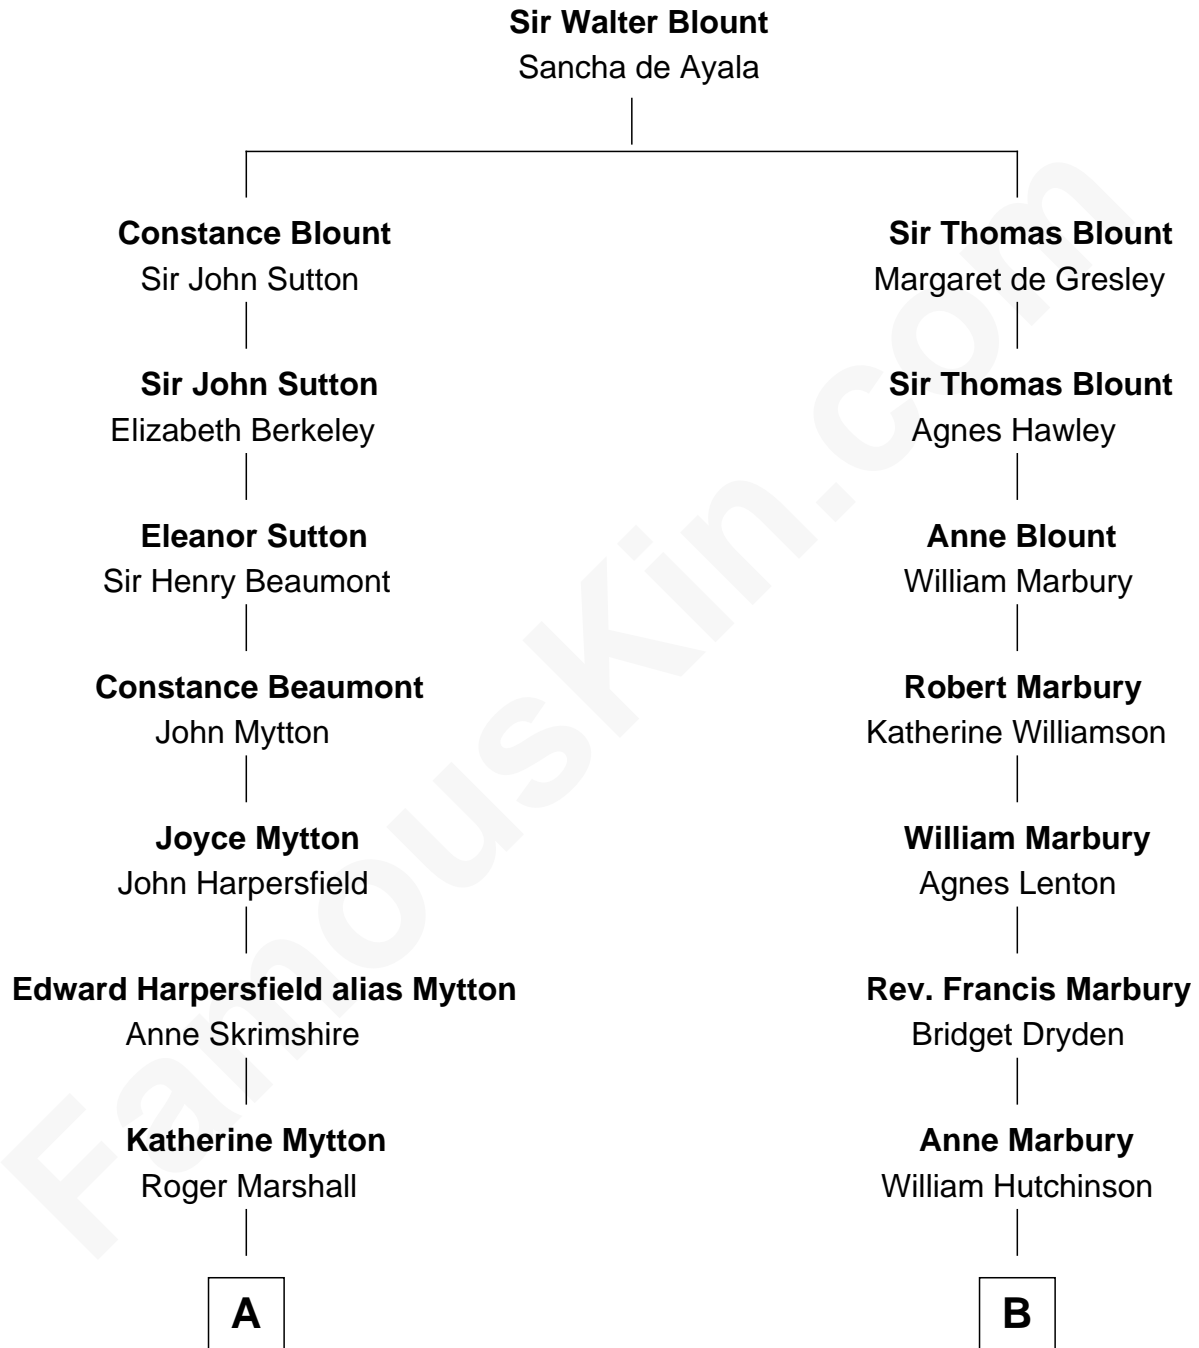 Sir Walter Blount
Sancha de Ayala
Constance Blount
Sir John Sutton
Sir John Sutton
Elizabeth Berkeley
Eleanor Sutton
Sir Henry Beaumont
Constance Beaumont
John Mytton
Joyce Mytton
John Harpersfield
Edward Harpersfield alias Mytton
Anne Skrimshire
Katherine Mytton
Roger Marshall
A
Sir Thomas Blount
Margaret de Gresley
Sir Thomas Blount
Agnes Hawley
Anne Blount
William Marbury
Robert Marbury
Katherine Williamson
William Marbury
Agnes Lenton
Rev. Francis Marbury
Bridget Dryden
Anne Marbury
William Hutchinson
B
FamousKin.com